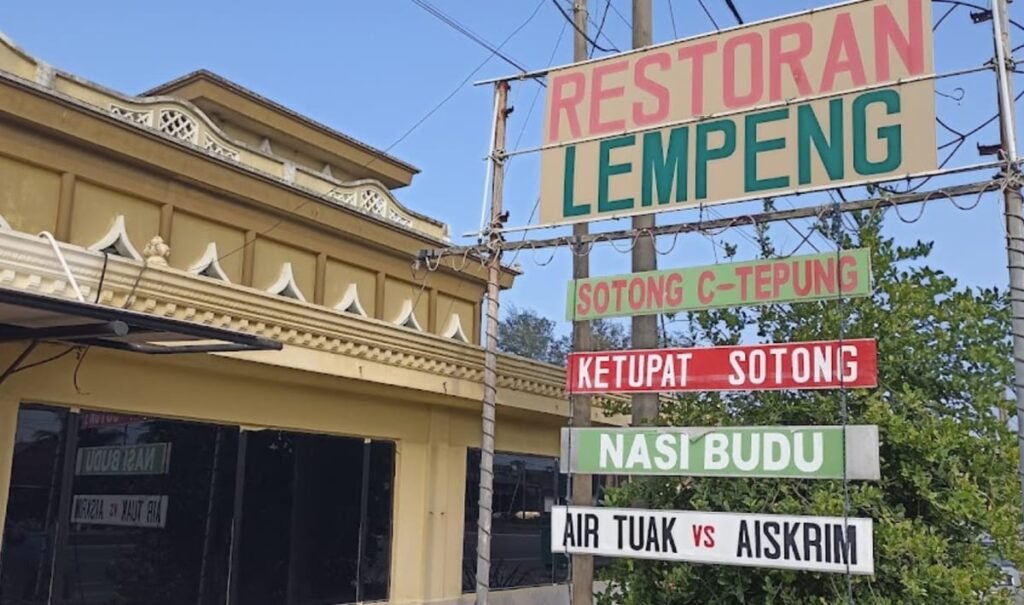 RESTORAN
LEMPENG
SOTONG C-TEPUNG
KETUPAT SOTONG
NASI BUDU
AIR TUAK vs AISKRIM
NASI BUDU
AIR TUAK vs AISKRIM